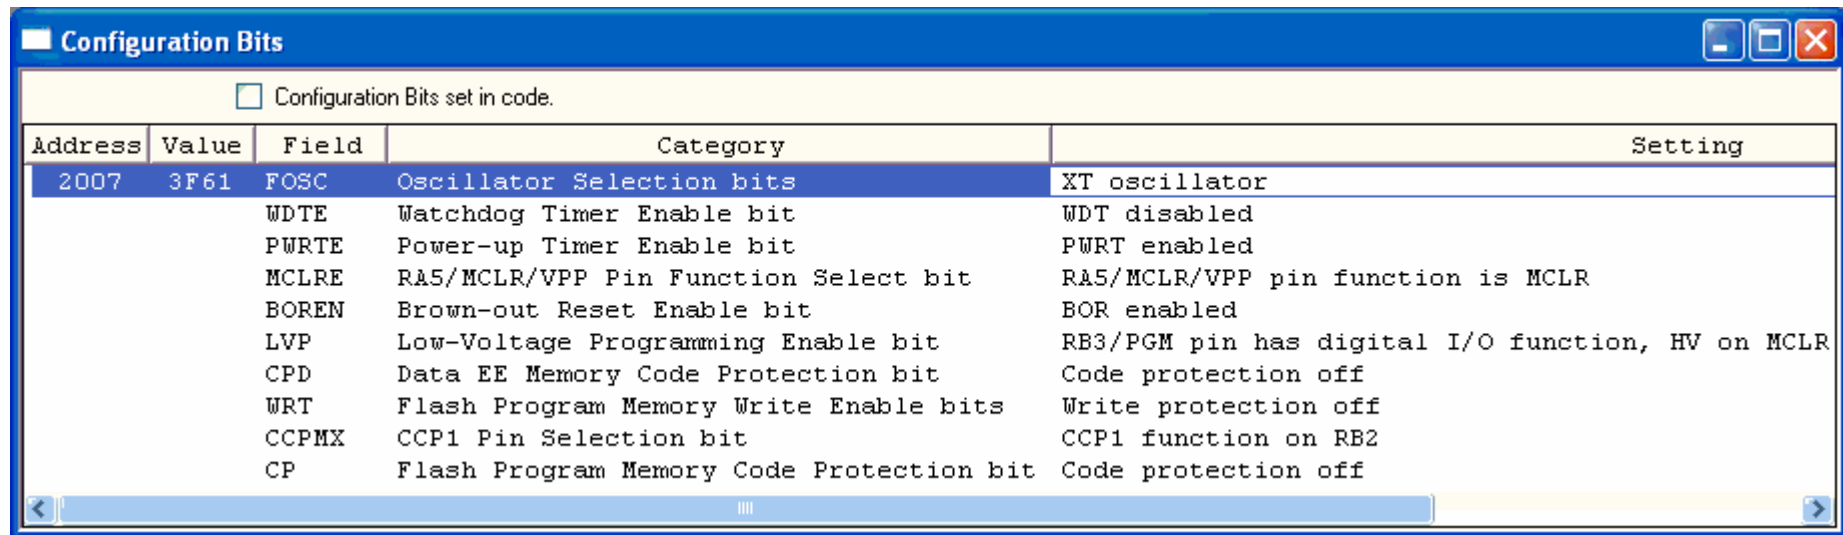 Configuration Bits
Configuration Bits set in code.
Address Value Field Category Setting
2007 3F61 FOSC Oscillator Selection bits XT oscillator
WDTE Watchdog Timer Enable bit WDT disabled
PWRTE Power-up Timer Enable bit PWRT enabled
MCLRE RA5/MCLR/VPP Pin Function Select bit RA5/MCLR/VPP pin function is MCLR
BOREN Brown-out Reset Enable bit BOR enabled
LVP Low-Voltage Programming Enable bit RB3/PGM pin has digital I/O function, HV on MCLR
CPD Data EE Memory Code Protection bit Code protection off
WRT Flash Program Memory Write Enable bits Write protection off
CCPMX CCP1 Pin Selection bit CCP1 function on RB2
CP Flash Program Memory Code Protection bit Code protection off